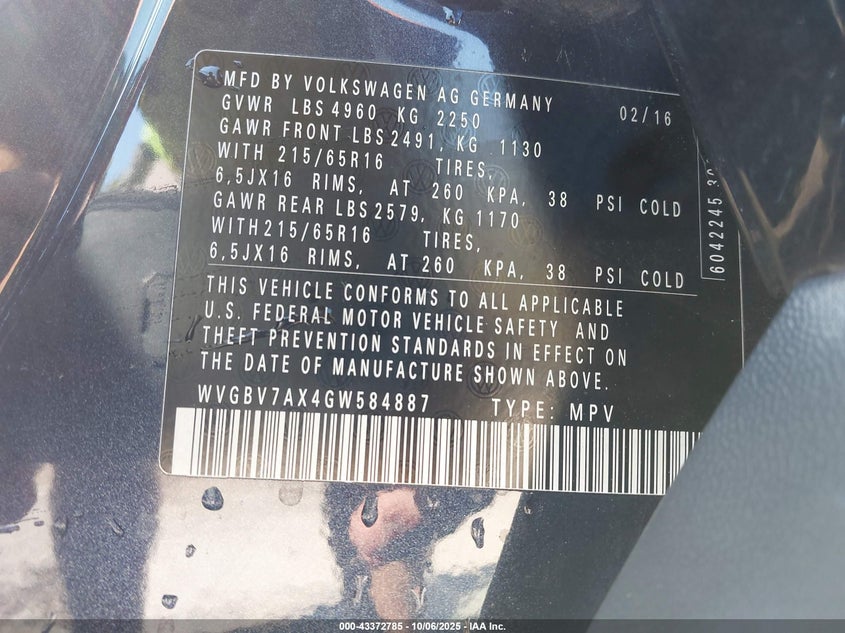 MFD BY VOLKSWAGEN AG GERMANY 02/16
GVWR LBS 4960 KG 2250
GAWR FRONT LBS 2491, KG 1130
WITH 215/65R16 TIRES,
6,5JX16 RIMS, AT 260 KPA, 38 PSI COLD
GAWR REAR LBS 2579, KG 1170
WITH 215/65R16 TIRES,
6,5JX16 RIMS, AT 260 KPA, 38 PSI COLD
THIS VEHICLE CONFORMS TO ALL APPLICABLE
U.S. FEDERAL MOTOR VEHICLE SAFETY AND
THEFT PREVENTION STANDARDS IN EFFECT ON
THE DATE OF MANUFACTURE SHOWN ABOVE.
WVGBV7AX4GW584887 TYPE: MPV
6042245
000-43372785 - 10/06/2025 - IAA Inc.